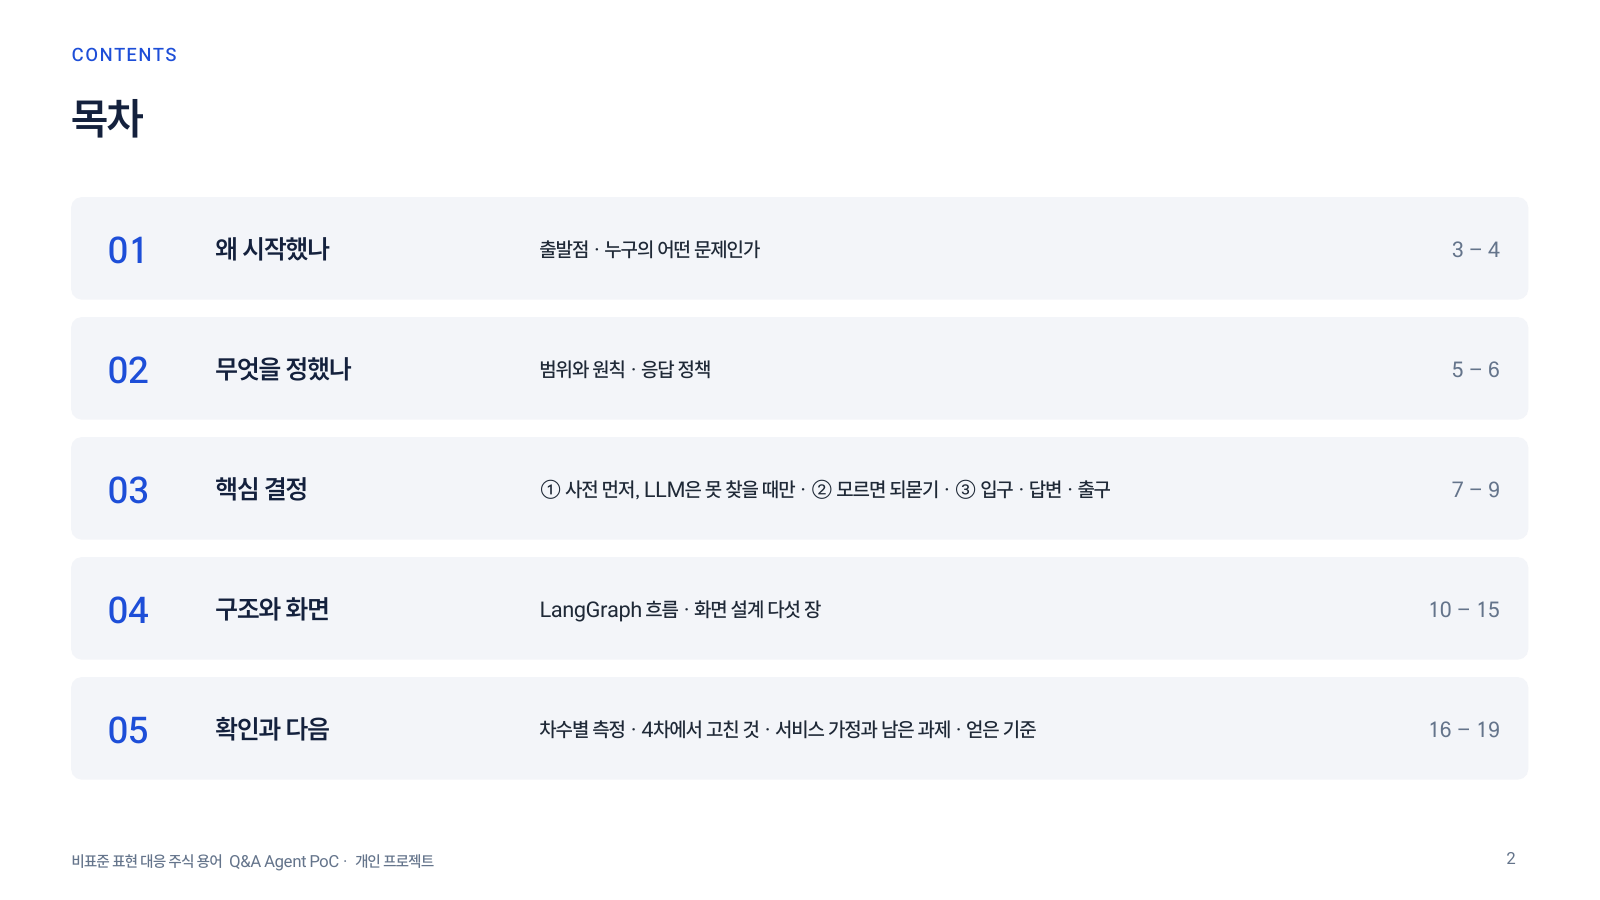 CONTENTS
목차
01 왜 시작했나 출발점 · 누구의 어떤 문제인가 3 – 4
02 무엇을 정했나 범위와 원칙 · 응답 정책 5 – 6
03 핵심 결정 ① 사전 먼저, LLM은 못 찾을 때만 · ② 모르면 되묻기 · ③ 입구 · 답변 · 출구 7 – 9
04 구조와 화면 LangGraph 흐름 · 화면 설계 다섯 장 10 – 15
05 확인과 다음 차수별 측정 · 4차에서 고친 것 · 서비스 가정과 남은 과제 · 얻은 기준 16 – 19
비표준 표현 대응 주식 용어 Q&A Agent PoC · 개인 프로젝트 2